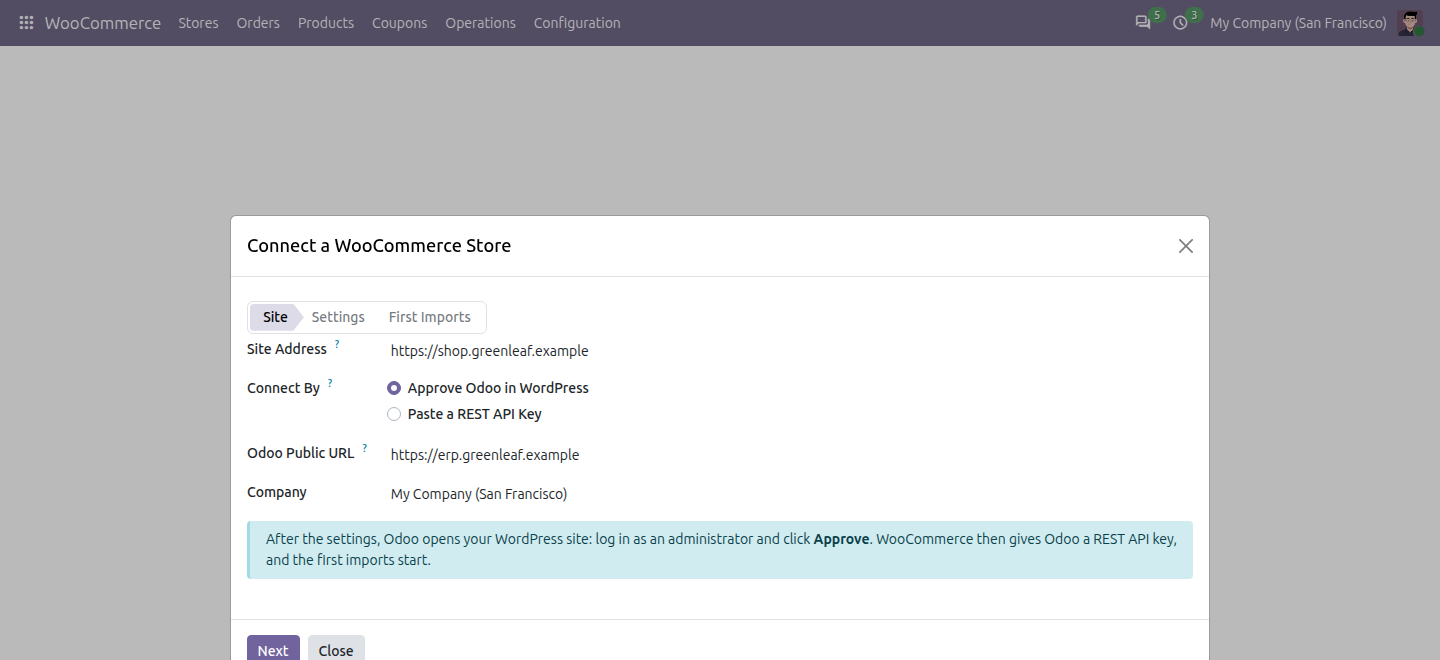 WooCommerce Stores Orders Products Coupons Operations Configuration 5 3 My Company (San Francisco)
Connect a WooCommerce Store
Site Settings First Imports
Site Address ? https://shop.greenleaf.example
Connect By ? Approve Odoo in WordPress
Paste a REST API Key
Odoo Public URL ? https://erp.greenleaf.example
Company My Company (San Francisco)
After the settings, Odoo opens your WordPress site: log in as an administrator and click Approve. WooCommerce then gives Odoo a REST API key,
and the first imports start.
Next Close